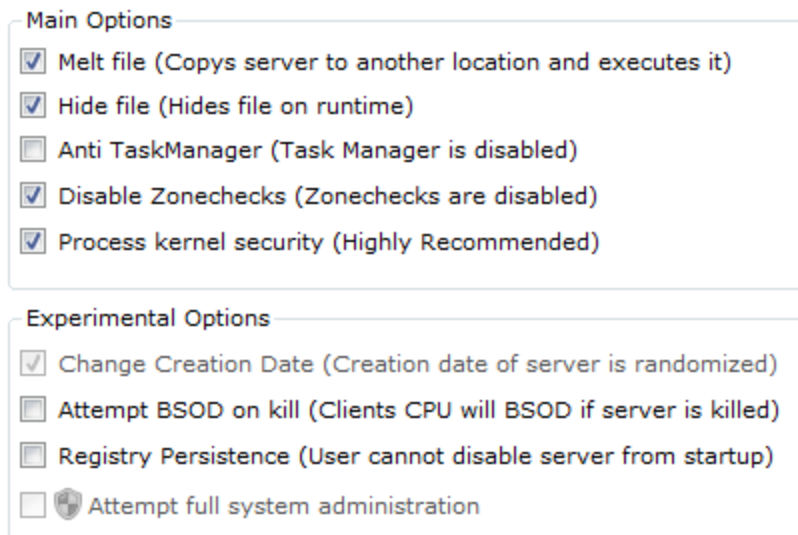 Main Options
Melt file (Copys server to another location and executes it)
Hide file (Hides file on runtime)
Anti TaskManager (Task Manager is disabled)
Disable Zonechecks (Zonechecks are disabled)
Process kernel security (Highly Recommended)
Experimental Options
Change Creation Date (Creation date of server is randomized)
Attempt BSOD on kill (Clients CPU will BSOD if server is killed)
Registry Persistence (User cannot disable server from startup)
Attempt full system administration